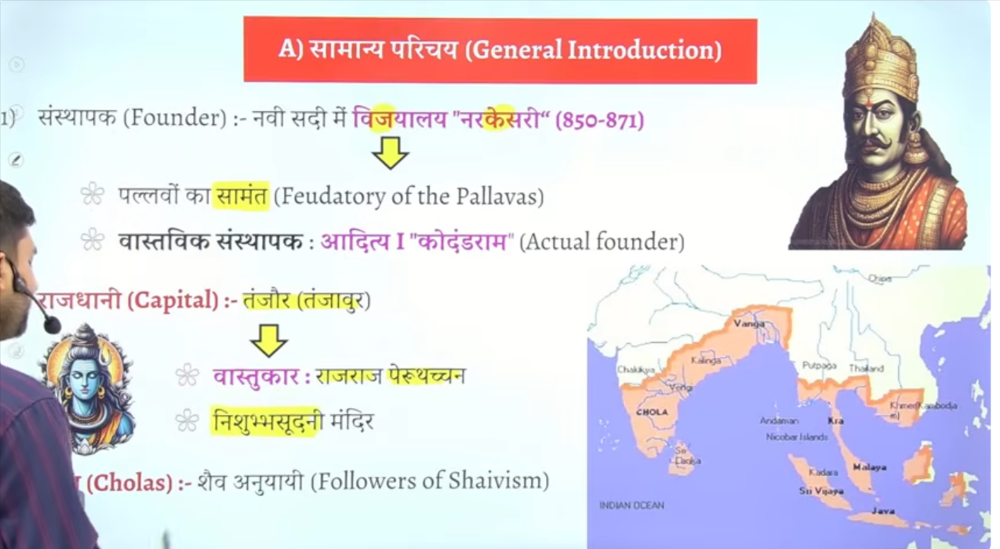 A) सामान्य परिचय (General Introduction)
1) संस्थापक (Founder) :- नवी सदी में विजयालय "नरकेसरी“ (850-871)
पल्लवों का सामंत (Feudatory of the Pallavas)
वास्तविक संस्थापक : आदित्य I "कोदंडराम" (Actual founder)
राजधानी (Capital) :- तंजौर (तंजावुर)
वास्तुकार : राजराज पेरूथच्चन
निशुभ्भसूदनी मंदिर
(Cholas) :- शैव अनुयायी (Followers of Shaivism)
China
Vanga
Kalinga
Chalukya
Putpaga
Thailand
Vengi
CHOLA
Khmer(Kambodja
Andaman
Kra
Nicobar Islands
Sri
Lanka
Kadara
Malaya
Sri Vijaya
INDIAN OCEAN
Java